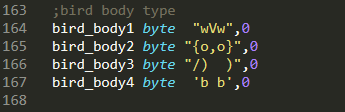 163 ;bird body type
164 bird_body1 byte  "wVw",0
165 bird_body2 byte "{o,o}",0
166 bird_body3 byte "/)  )",0
167 bird_body4 byte  'b b',0
168